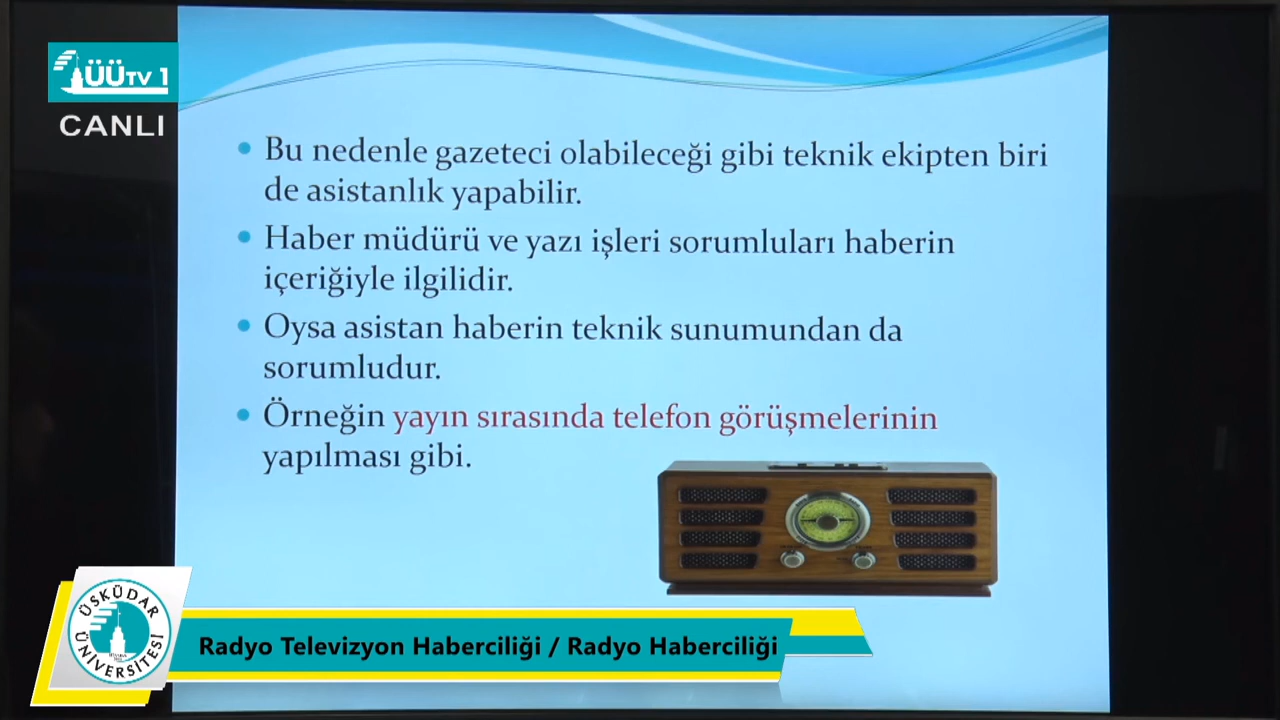 ÜÜTV 1
CANLI
Bu nedenle gazeteci olabileceği gibi teknik ekipten biri
de asistanlık yapabilir.
Haber müdürü ve yazı işleri sorumluları haberin
içeriğiyle ilgilidir.
Oysa asistan haberin teknik sunumundan da
sorumludur.
Örneğin yayın sırasında telefon görüşmelerinin
yapılması gibi.
ÜSKÜDAR
ÜNİVERSİTESİ
Radyo Televizyon Haberciliği / Radyo Haberciliği